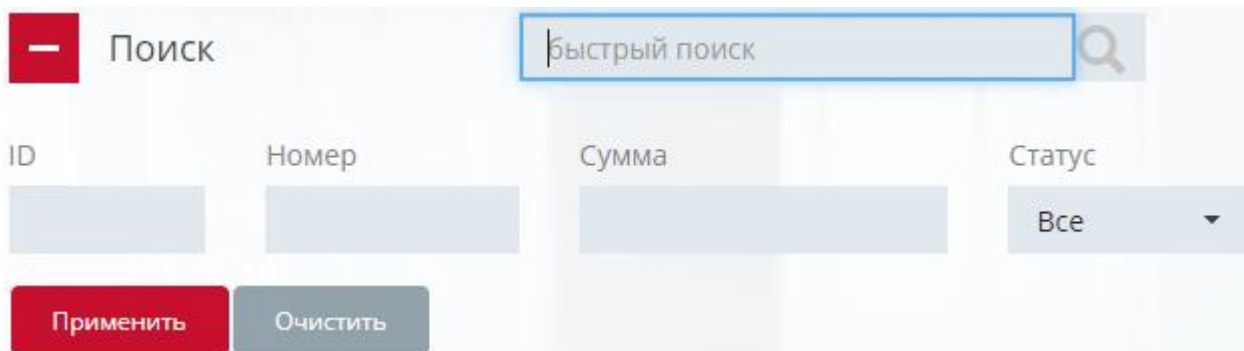 Поиск быстрый поиск
ID Номер Сумма Статус
Все
Применить Очистить